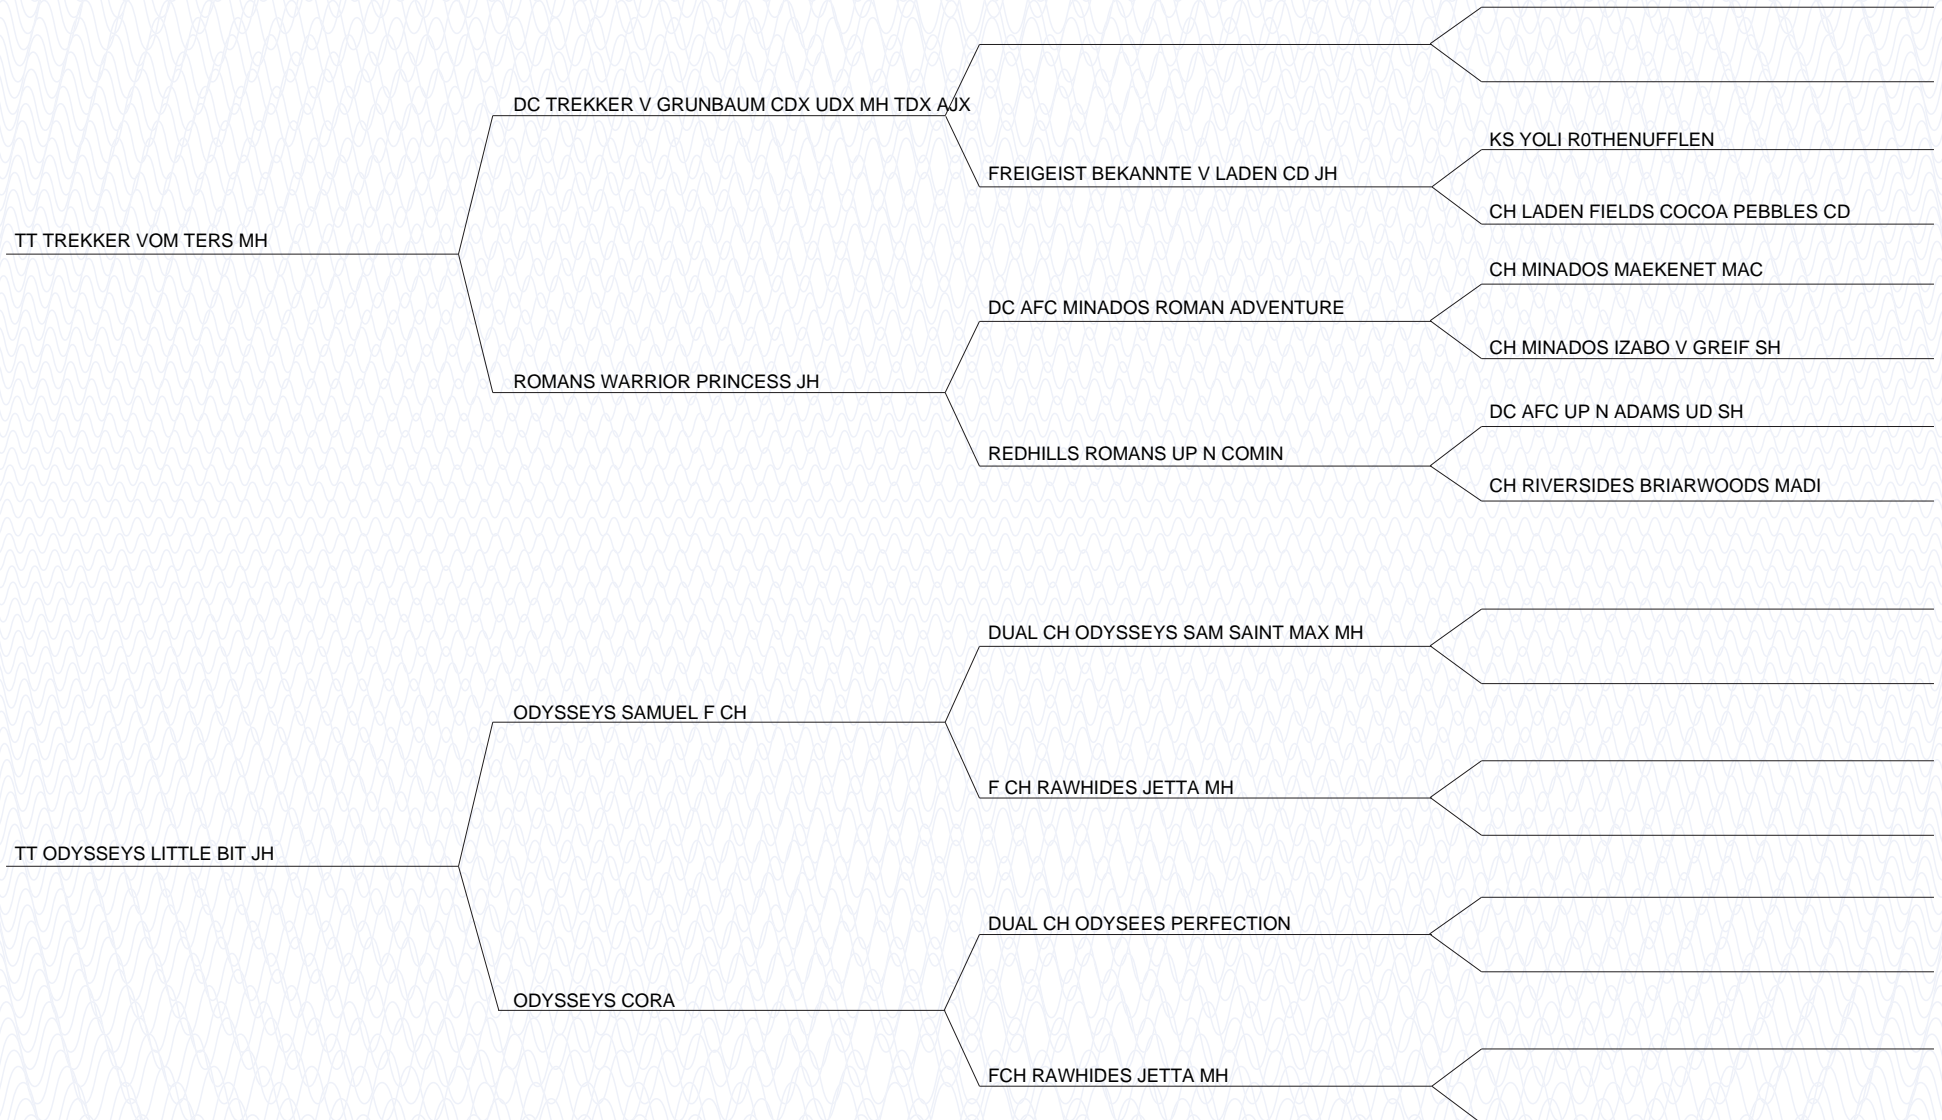 DC TREKKER V GRUNBAUM CDX UDX MH TDX AJX
KS YOLI R0THENUFFLEN
FREIGEIST BEKANNTE V LADEN CD JH
CH LADEN FIELDS COCOA PEBBLES CD
TT TREKKER VOM TERS MH
CH MINADOS MAEKENET MAC
DC AFC MINADOS ROMAN ADVENTURE
CH MINADOS IZABO V GREIF SH
ROMANS WARRIOR PRINCESS JH
DC AFC UP N ADAMS UD SH
REDHILLS ROMANS UP N COMIN
CH RIVERSIDES BRIARWOODS MADI
DUAL CH ODYSSEYS SAM SAINT MAX MH
ODYSSEYS SAMUEL F CH
F CH RAWHIDES JETTA MH
TT ODYSSEYS LITTLE BIT JH
DUAL CH ODYSEES PERFECTION
ODYSSEYS CORA
FCH RAWHIDES JETTA MH